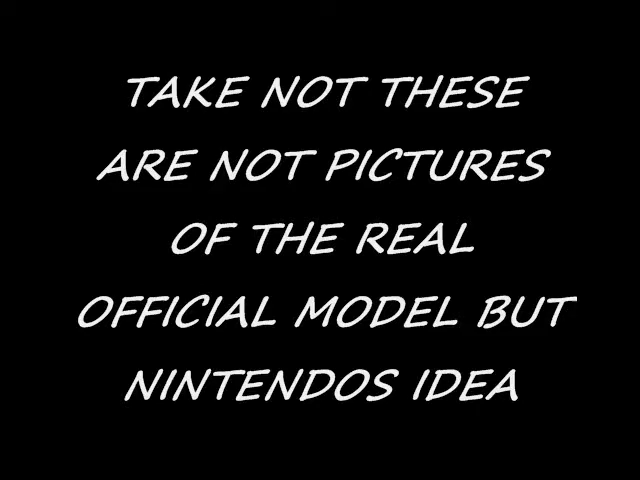 TAKE NOT THESE
ARE NOT PICTURES
OF THE REAL
OFFICIAL MODEL BUT
NINTENDOS IDEA